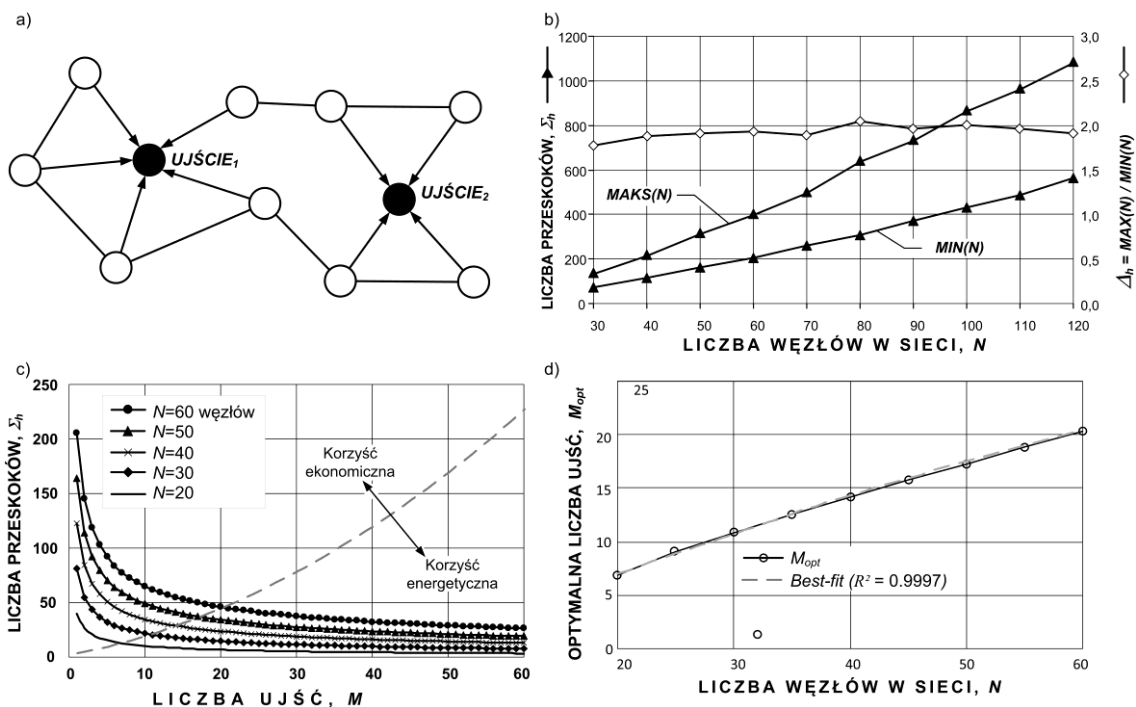 a)
UJŚCIE1
UJŚCIE2
b)
LICZBA PRZESKOKÓW, Σh
1200
1000
800
600
400
200
0
MAKS(N)
MIN(N)
3,0
2,5
2,0
1,5
1,0
0,5
0,0
Δh = MAX(N) / MIN(N)
30 40 50 60 70 80 90 100 110 120
LICZBA WĘZŁÓW W SIECI, N
c)
LICZBA PRZESKOKÓW, Σh
250
200
150
100
50
0
N=60 węzłów
N=50
N=40
N=30
N=20
Korzyść
ekonomiczna
Korzyść
energetyczna
0 10 20 30 40 50 60
LICZBA UJŚĆ, M
d)
OPTYMALNA LICZBA UJŚĆ, Mopt
25
20
15
10
5
0
Mopt
Best-fit (R² = 0.9997)
20 30 40 50 60
LICZBA WĘZŁÓW W SIECI, N